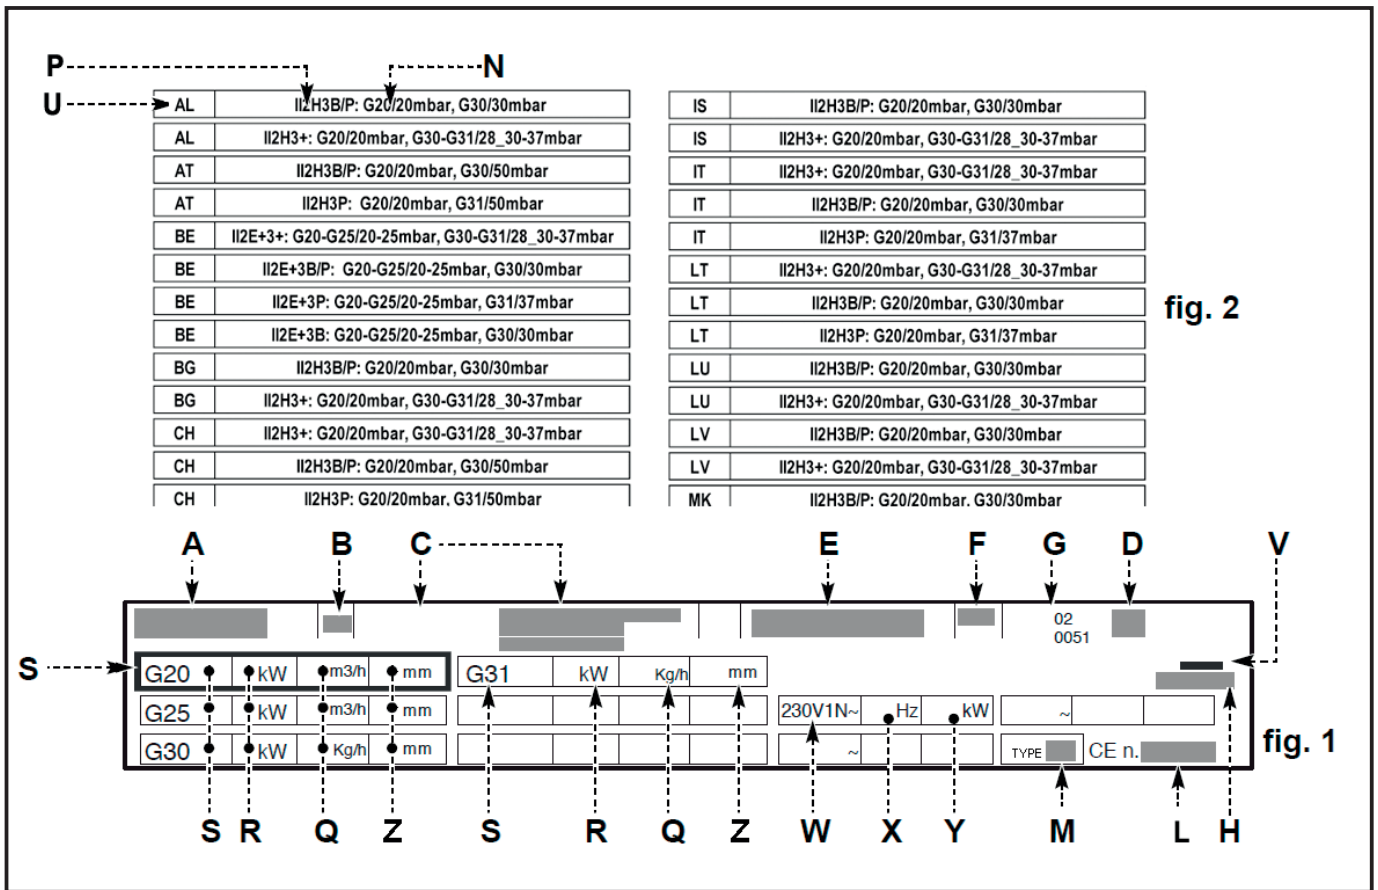 P N
U AL II2H3B/P: G20/20mbar, G30/30mbar
AL II2H3+: G20/20mbar, G30-G31/28_30-37mbar
AT II2H3B/P: G20/20mbar, G30/50mbar
AT II2H3P: G20/20mbar, G31/50mbar
BE II2E+3+: G20-G25/20-25mbar, G30-G31/28_30-37mbar
BE II2E+3B/P: G20-G25/20-25mbar, G30/30mbar
BE II2E+3P: G20-G25/20-25mbar, G31/37mbar
BE II2E+3B: G20-G25/20-25mbar, G30/30mbar
BG II2H3B/P: G20/20mbar, G30/30mbar
BG II2H3+: G20/20mbar, G30-G31/28_30-37mbar
CH II2H3+: G20/20mbar, G30-G31/28_30-37mbar
CH II2H3B/P: G20/20mbar, G30/50mbar
CH II2H3P: G20/20mbar, G31/50mbar
IS II2H3B/P: G20/20mbar, G30/30mbar
IS II2H3+: G20/20mbar, G30-G31/28_30-37mbar
IT II2H3+: G20/20mbar, G30-G31/28_30-37mbar
IT II2H3B/P: G20/20mbar, G30/30mbar
IT II2H3P: G20/20mbar, G31/37mbar
LT II2H3+: G20/20mbar, G30-G31/28_30-37mbar
LT II2H3B/P: G20/20mbar, G30/30mbar
LT II2H3P: G20/20mbar, G31/37mbar
LU II2H3B/P: G20/20mbar, G30/30mbar
LU II2H3+: G20/20mbar, G30-G31/28_30-37mbar
LV II2H3B/P: G20/20mbar, G30/30mbar
LV II2H3+: G20/20mbar, G30-G31/28_30-37mbar
MK II2H3B/P: G20/20mbar, G30/30mbar
fig. 2
A B C E F G D V
02
0051
S G20 kW m3/h mm G31 kW Kg/h mm
G25 kW m3/h mm 230V1N~ Hz kW ~
G30 kW Kg/h mm ~ TYPE CE n.
fig. 1
S R Q Z S R Q Z W X Y M L H